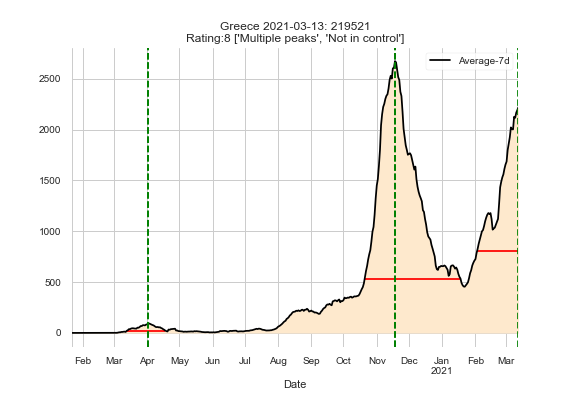 Greece 2021-03-13: 219521
Rating:8 ['Multiple peaks', 'Not in control']
Average-7d
2500
2000
1500
1000
500
0
Feb Mar Apr May Jun Jul Aug Sep Oct Nov Dec Jan Feb Mar
2021
Date